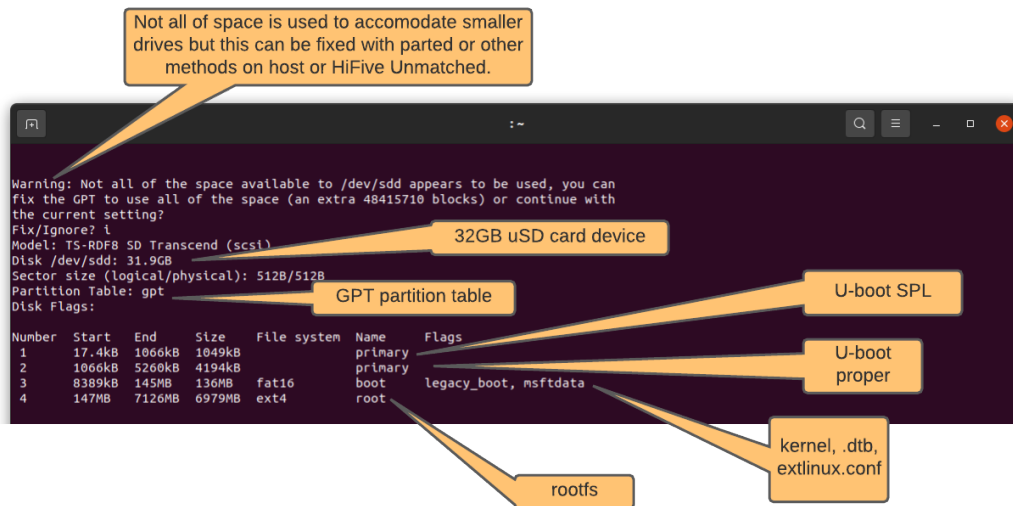 Not all of space is used to accomodate smaller
drives but this can be fixed with parted or other
methods on host or HiFive Unmatched.
:~
Warning: Not all of the space available to /dev/sdd appears to be used, you can
fix the GPT to use all of the space (an extra 48415710 blocks) or continue with
the current setting?
Fix/Ignore? i
Model: TS-RDF8 SD Transcend (scsi)
32GB uSD card device
Disk /dev/sdd: 31.9GB
Sector size (logical/physical): 512B/512B
Partition Table: gpt
GPT partition table
Disk Flags:
U-boot SPL
Number Start End Size File system Name Flags
1 17.4kB 1066kB 1049kB primary
2 1066kB 5260kB 4194kB primary
U-boot
proper
3 8389kB 145MB 136MB fat16 boot legacy_boot, msftdata
4 147MB 7126MB 6979MB ext4 root
kernel, .dtb,
extlinux.conf
rootfs